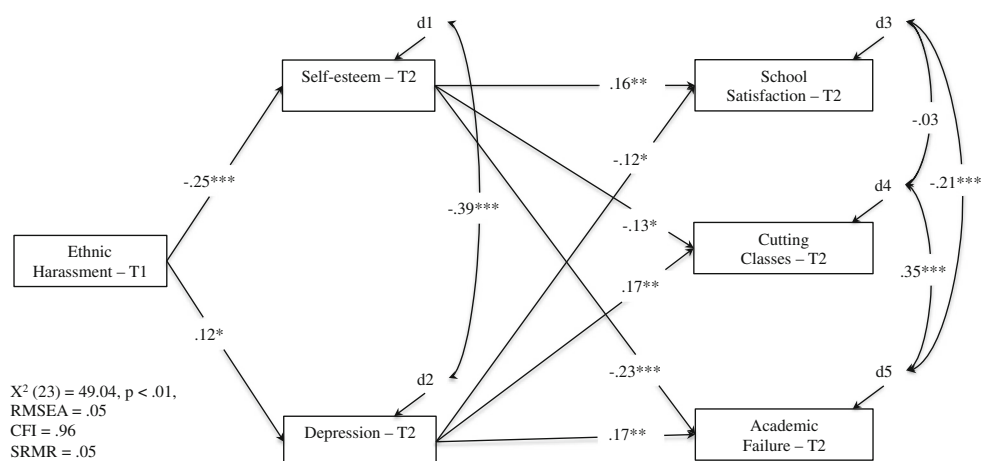 d1
d3
Self-esteem – T2
.16**
School
Satisfaction – T2
-.03
-.12*
-.25***
-.39***
-.21***
d4
-.13*
Ethnic
Harassment – T1
Cutting
Classes – T2
.35***
.17**
.12*
d2
-.23***
d5
X² (23) = 49.04, p < .01,
RMSEA = .05
CFI = .96
SRMR = .05
Depression – T2
.17**
Academic
Failure – T2